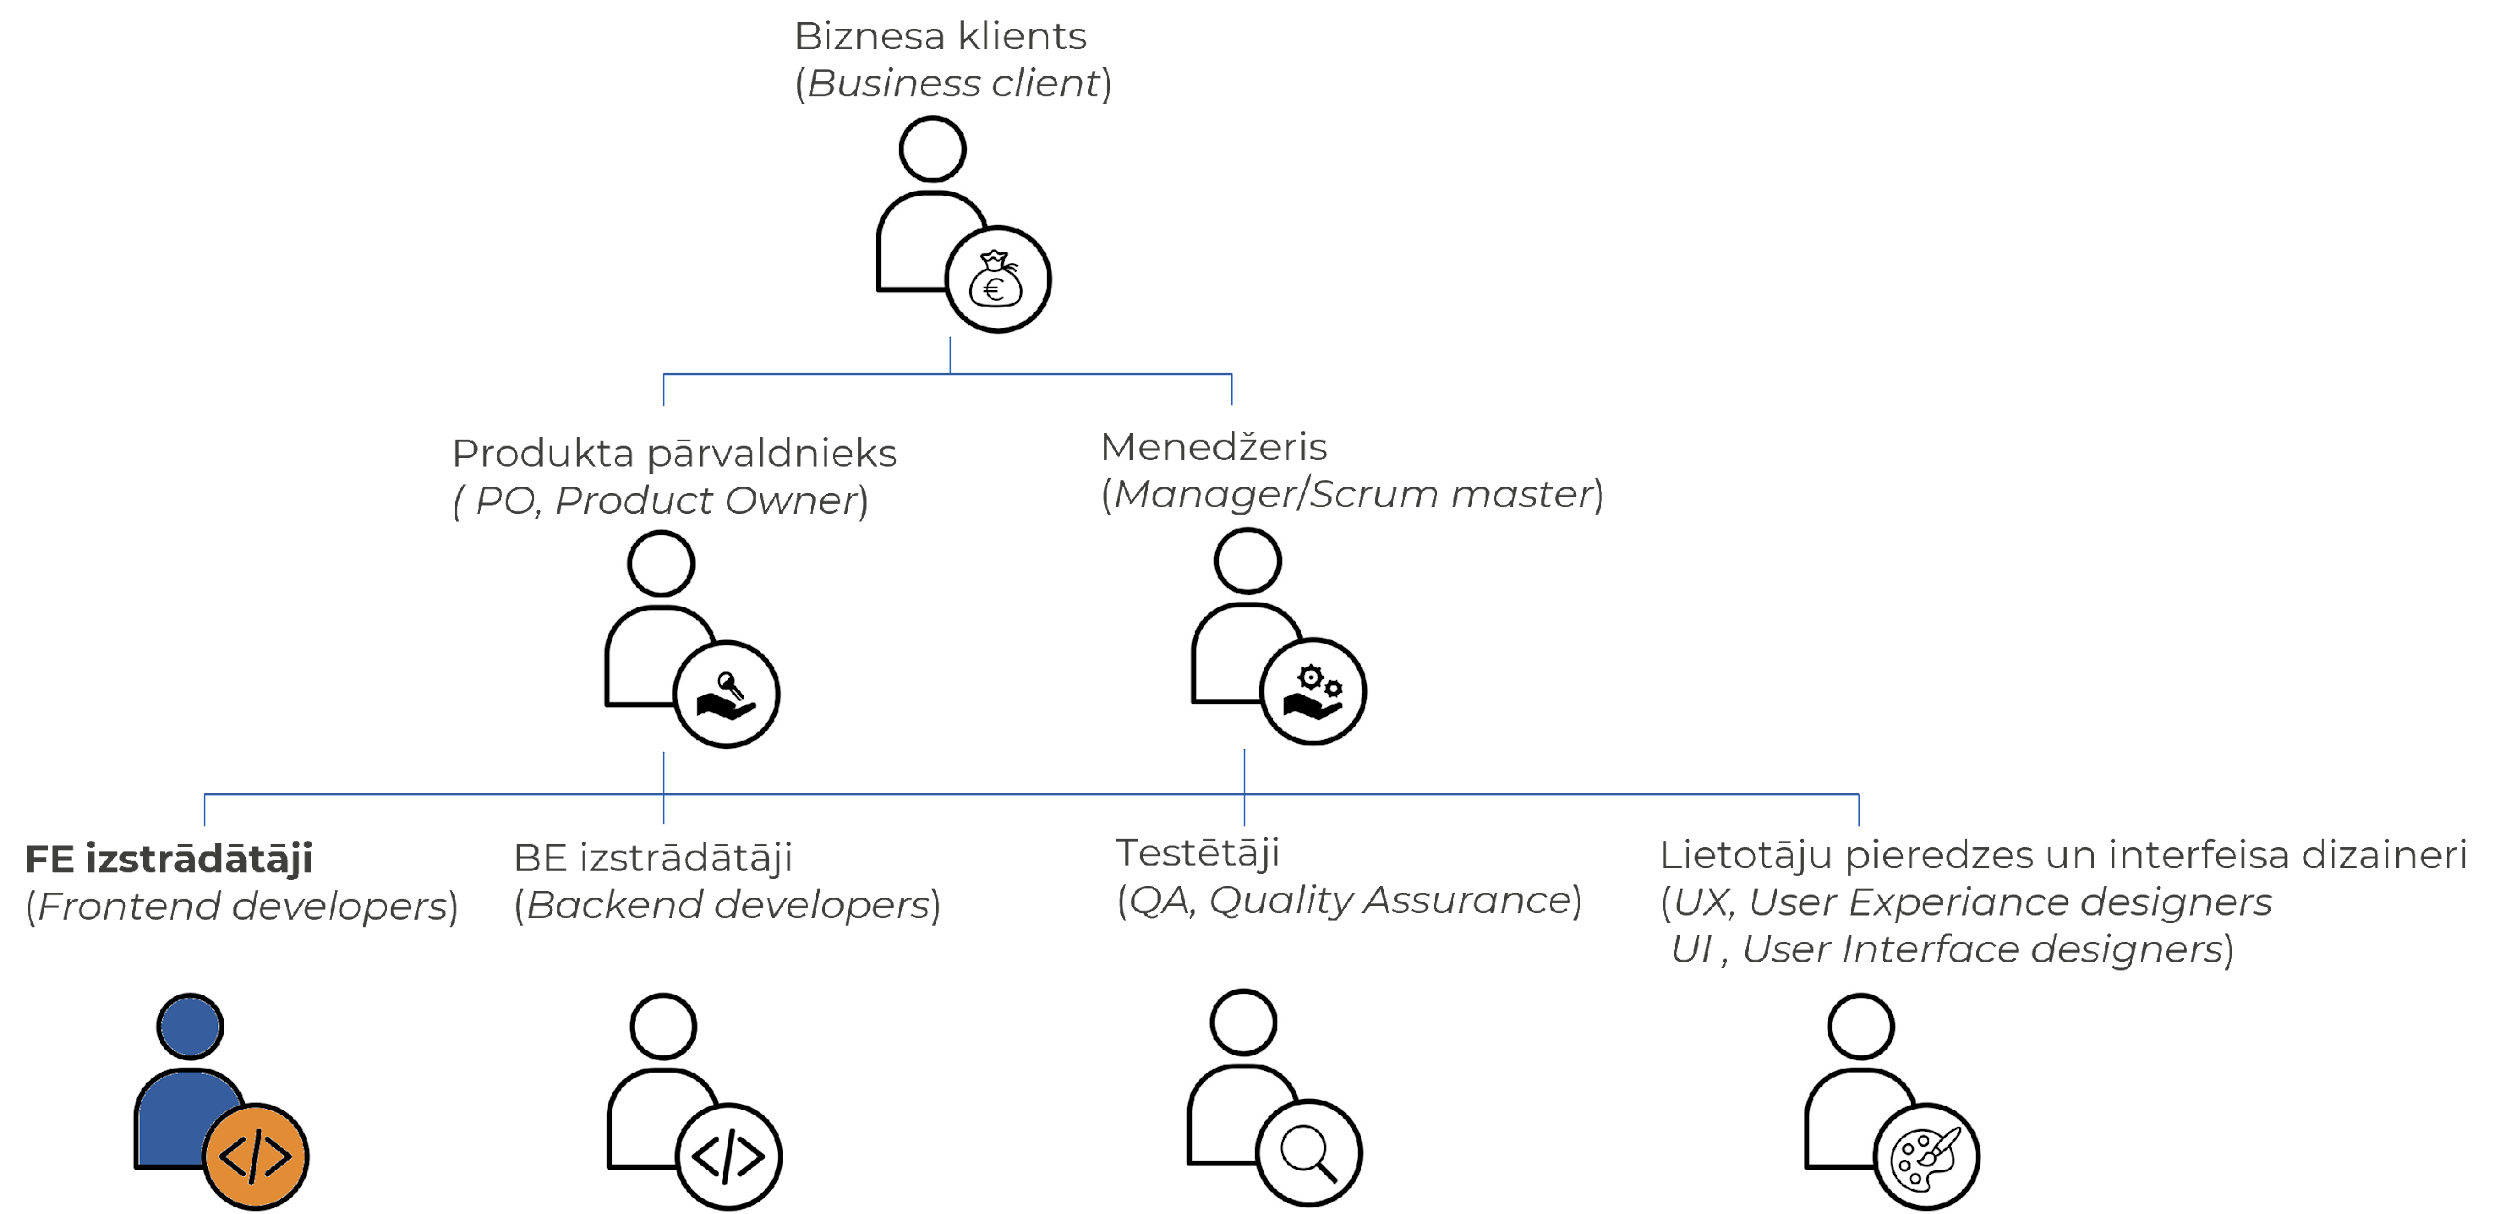 Biznesa klients
(Business client)
Produkta pārvaldnieks
( PO, Product Owner)
Menedžeris
(Manager/Scrum master)
FE izstrādātāji
(Frontend developers)
BE izstrādātāji
(Backend developers)
Testētāji
(QA, Quality Assurance)
Lietotāju pieredzes un interfeisa dizaineri
(UX, User Experiance designers
UI , User Interface designers)